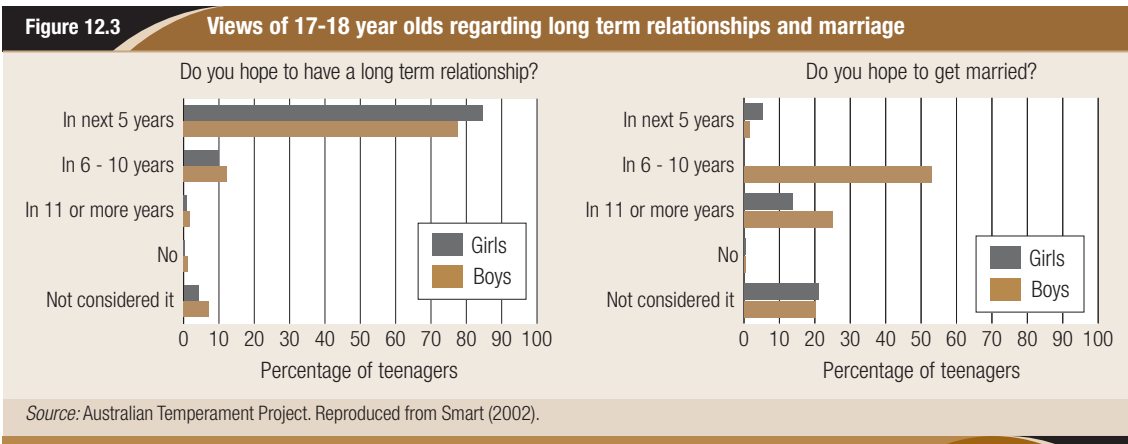 Figure 12.3 Views of 17-18 year olds regarding long term relationships and marriage
Do you hope to have a long term relationship?
In next 5 years
In 6 - 10 years
In 11 or more years
No
Not considered it
Girls
Boys
0 10 20 30 40 50 60 70 80 90 100
Percentage of teenagers
Do you hope to get married?
In next 5 years
In 6 - 10 years
In 11 or more years
No
Not considered it
Girls
Boys
0 10 20 30 40 50 60 70 80 90 100
Percentage of teenagers
Source: Australian Temperament Project. Reproduced from Smart (2002).